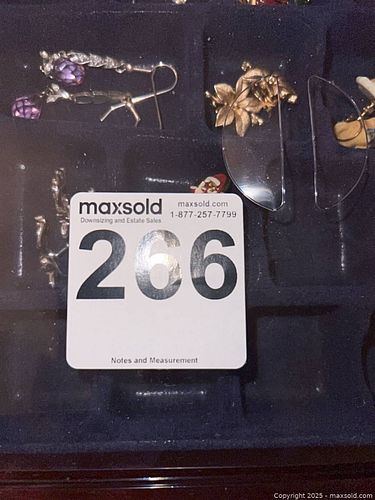 maxsold
maxsold.com
Downsizing and Estate Sales
1-877-257-7799
266
Notes and Measurement
Copyright 2025 - maxsold.com